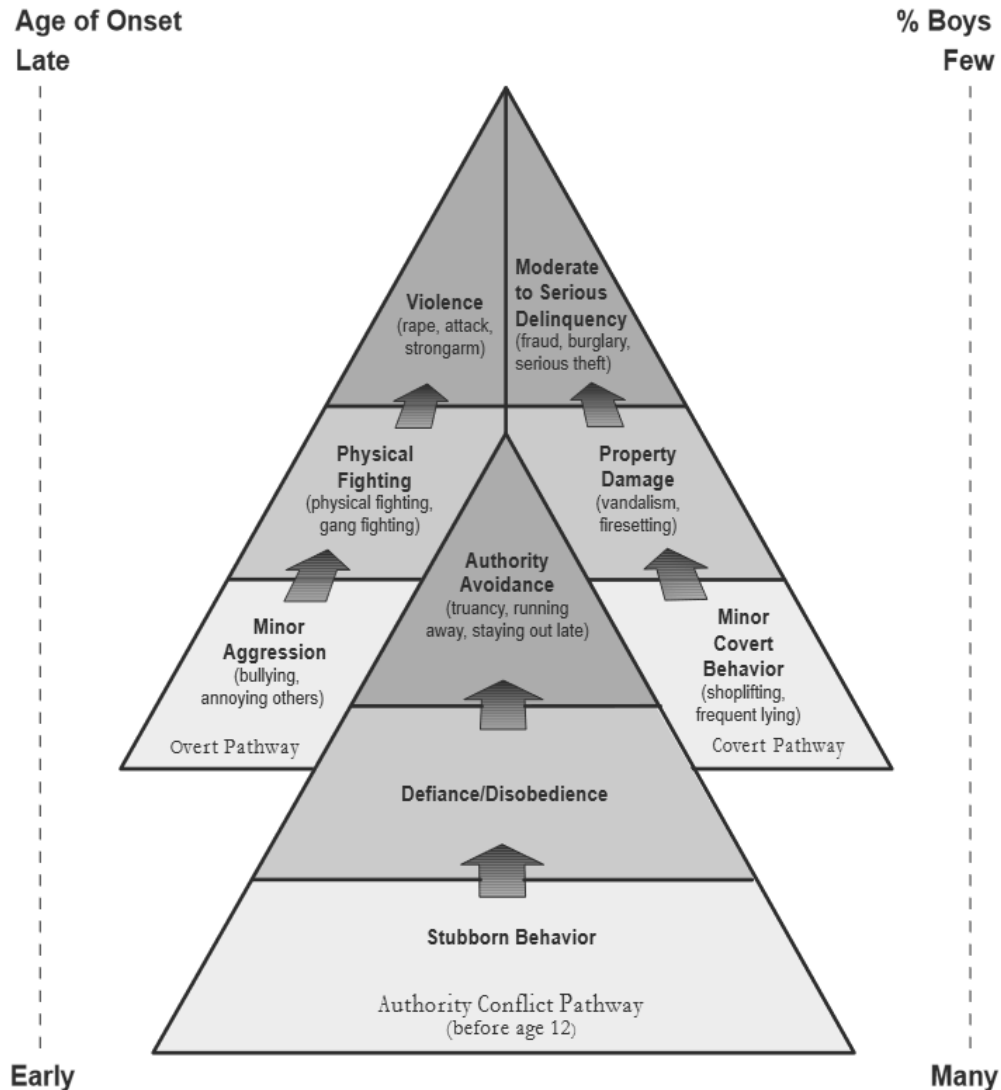 Age of Onset
% Boys
Late
Few
Moderate
to Serious
Delinquency
(fraud, burglary,
serious theft)
Violence
(rape, attack,
strongarm)
Physical
Fighting
(physical fighting,
gang fighting)
Property
Damage
(vandalism,
firesetting)
Authority
Avoidance
(truancy, running
away, staying out late)
Minor
Aggression
(bullying,
annoying others)
Overt Pathway
Minor
Covert
Behavior
(shoplifting,
frequent lying)
Covert Pathway
Defiance/Disobedience
Stubborn Behavior
Authority Conflict Pathway
(before age 12)
Early
Many